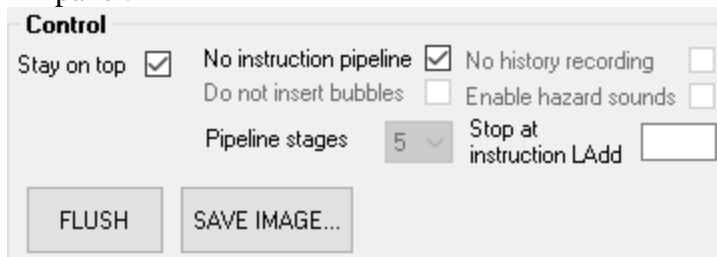 Control
Stay on top No instruction pipeline No history recording
Do not insert bubbles Enable hazard sounds
Pipeline stages 5 Stop at
instruction LAdd
FLUSH SAVE IMAGE...